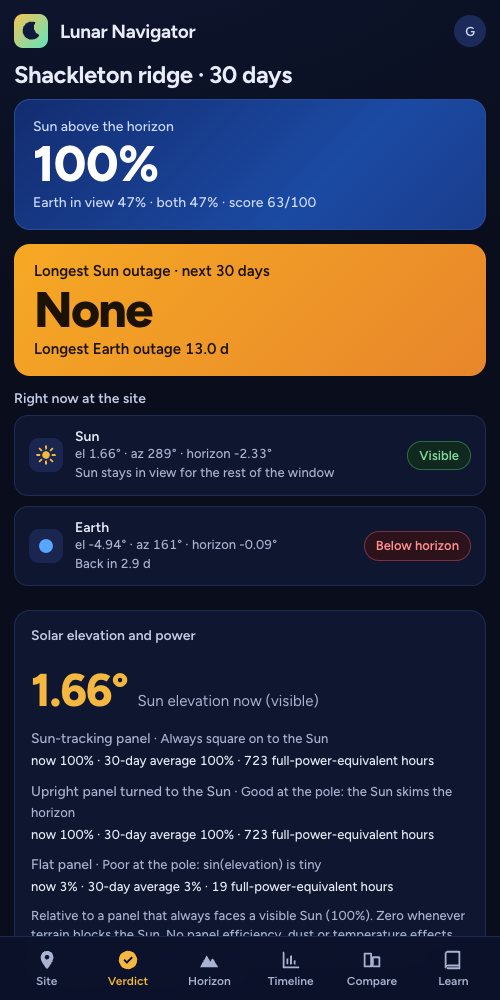 Lunar Navigator
G
Shackleton ridge · 30 days
Sun above the horizon
100%
Earth in view 47% · both 47% · score 63/100
Longest Sun outage · next 30 days
None
Longest Earth outage 13.0 d
Right now at the site
Sun
el 1.66° · az 289° · horizon -2.33°
Sun stays in view for the rest of the window
Visible
Earth
el -4.94° · az 161° · horizon -0.09°
Back in 2.9 d
Below horizon
Solar elevation and power
1.66° Sun elevation now (visible)
Sun-tracking panel · Always square on to the Sun
now 100% · 30-day average 100% · 723 full-power-equivalent hours
Upright panel turned to the Sun · Good at the pole: the Sun skims the
horizon
now 100% · 30-day average 100% · 723 full-power-equivalent hours
Flat panel · Poor at the pole: sin(elevation) is tiny
now 3% · 30-day average 3% · 19 full-power-equivalent hours
Relative to a panel that always faces a visible Sun (100%). Zero whenever
terrain blocks the Sun. No panel efficiency, dust or temperature effects
Site
Verdict
Horizon
Timeline
Compare
Learn